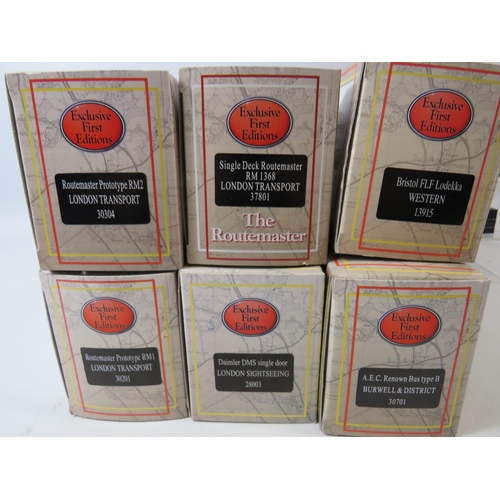 Exclusive
First
Editions
Routemaster Prototype RM2
LONDON TRANSPORT
30304
Exclusive
First
Editions
Single Deck Routemaster
RM 1368
LONDON TRANSPORT
37801
The
Routemaster
Exclusive
First
Editions
Bristol FLF Lodekka
WESTERN
13915
Exclusive
First
Editions
Routemaster Prototype RM1
LONDON TRANSPORT
30201
Exclusive
First
Editions
Daimler DMS single door
LONDON SIGHTSEEING
28003
Exclusive
First
Editions
A.E.C. Renown Bus type B
BURWELL & DISTRICT
30701